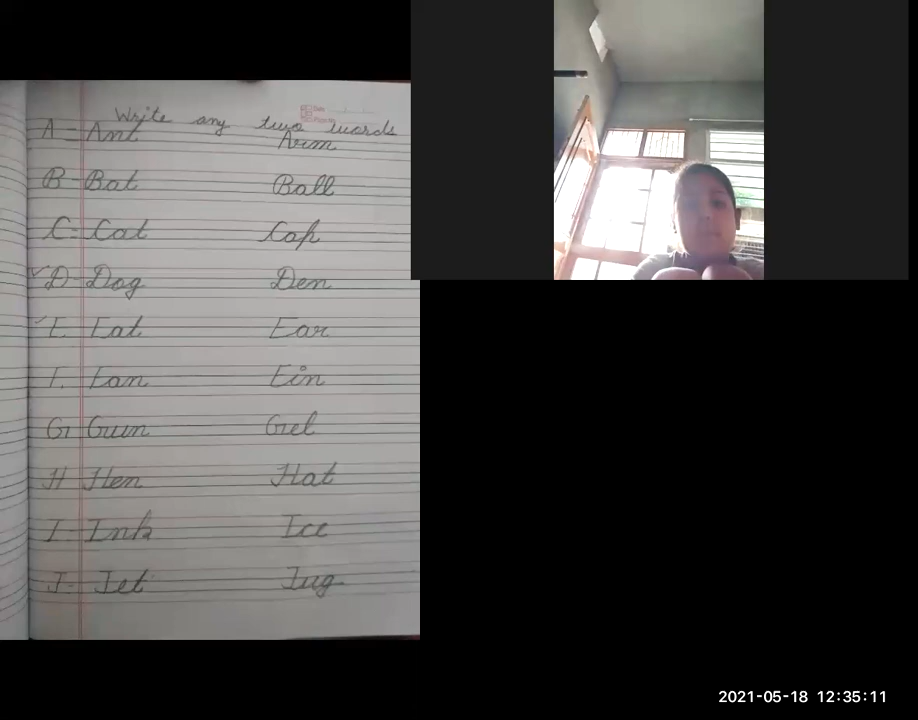 Write any two words
A = Ant Arm
B Bat Ball
C = Cat Cap
D - Dog Den
E Eat Ear
F. Fan Fin
G Gun Gel
H Hen Hat
I - Ink Ice
J - Jet Jug
2021-05-18 12:35:11